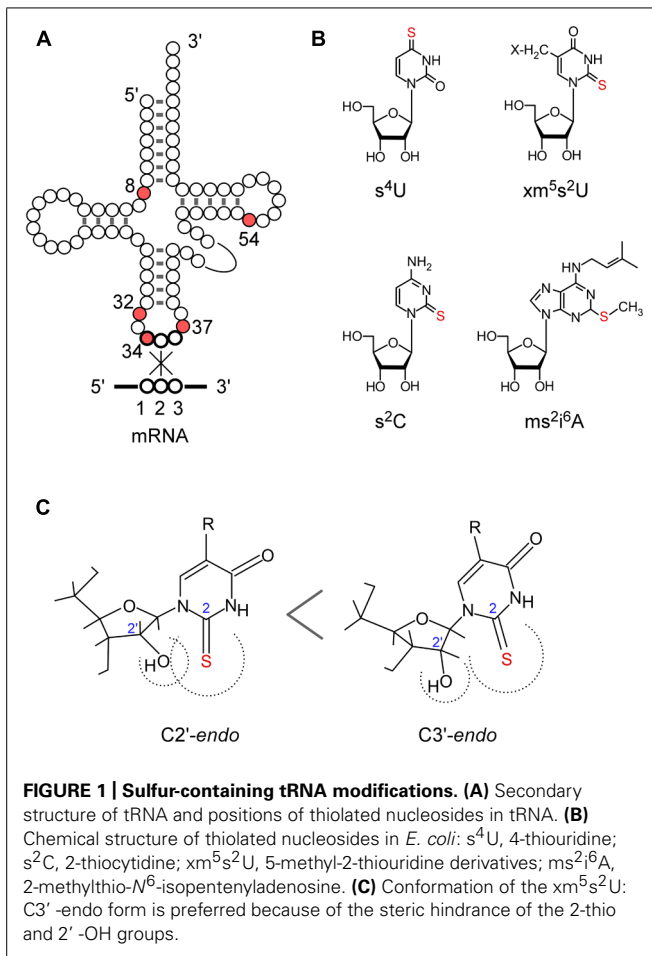 A
3'
5'
8
54
32
37
34
5' 3'
1 2 3
mRNA
B
S
NH
N O
HO
O
HO OH
s⁴U
X-H₂C O
NH
N S
HO
O
HO OH
xm⁵s²U
NH₂
N
N S
HO
O
HO OH
s²C
HN
N N
N N S CH₃
HO
O
HO OH
ms²i⁶A
C
R
O
N 2 NH
O
2'
HO S
C2'-endo
<
R
O
N 2 NH
O
2'
HO S
C3'-endo
FIGURE 1 | Sulfur-containing tRNA modifications. (A) Secondary
structure of tRNA and positions of thiolated nucleosides in tRNA. (B)
Chemical structure of thiolated nucleosides in E. coli: s⁴U, 4-thiouridine;
s²C, 2-thiocytidine; xm⁵s²U, 5-methyl-2-thiouridine derivatives; ms²i⁶A,
2-methylthio-N⁶-isopentenyladenosine. (C) Conformation of the xm⁵s²U:
C3' -endo form is preferred because of the steric hindrance of the 2-thio
and 2' -OH groups.